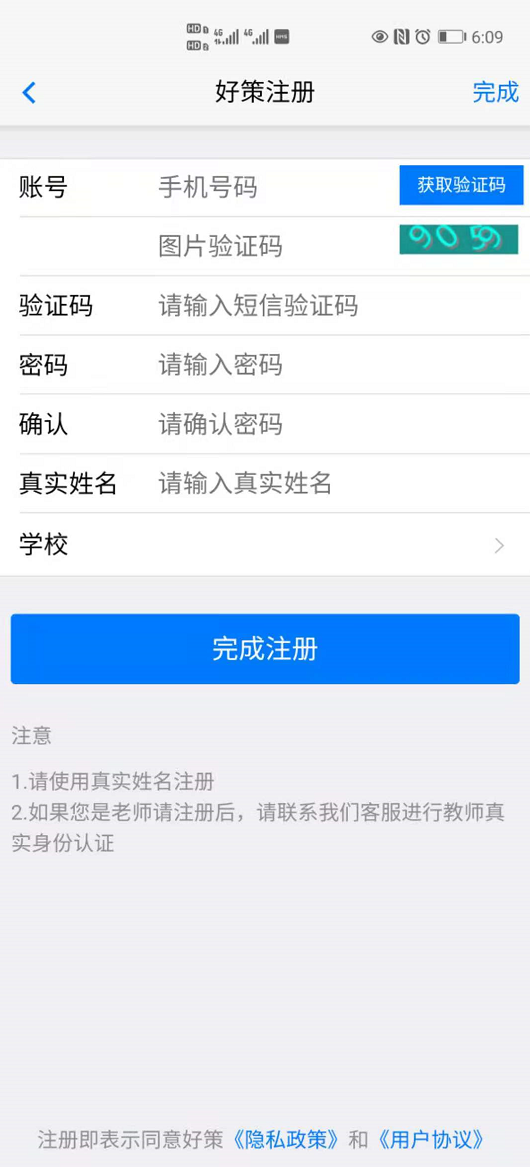 6:09
好策注册
完成
账号 手机号码 获取验证码
图片验证码
验证码 请输入短信验证码
密码 请输入密码
确认 请确认密码
真实姓名 请输入真实姓名
学校
完成注册
注意
1.请使用真实姓名注册
2.如果您是老师请注册后，请联系我们客服进行教师真
实身份认证
注册即表示同意好策《隐私政策》和《用户协议》